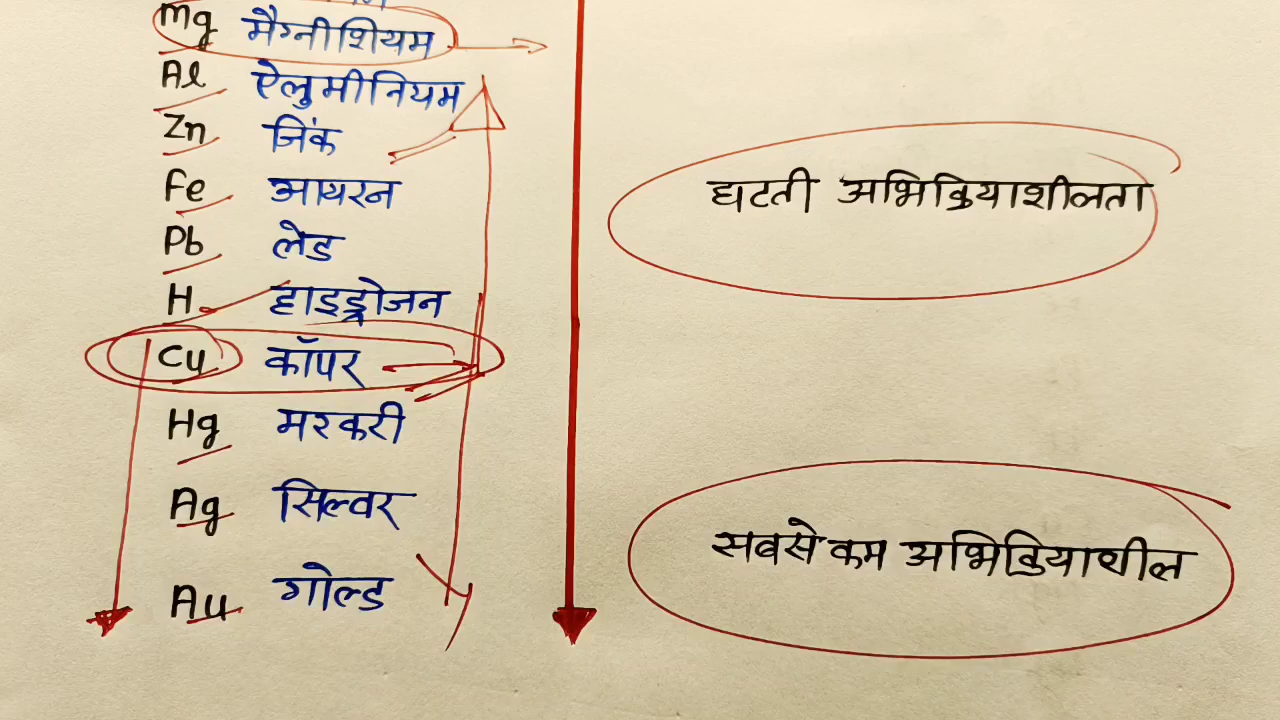 Mg मैग्नीशियम
Al ऐलुमीनियम
Zn जिंक
Fe आयरन
Pb लेड
H हाइड्रोजन
Cu कॉपर
Hg मरकरी
Ag सिल्वर
Au गोल्ड
घटती अभिक्रियाशीलता
सबसे कम अभिक्रियाशील